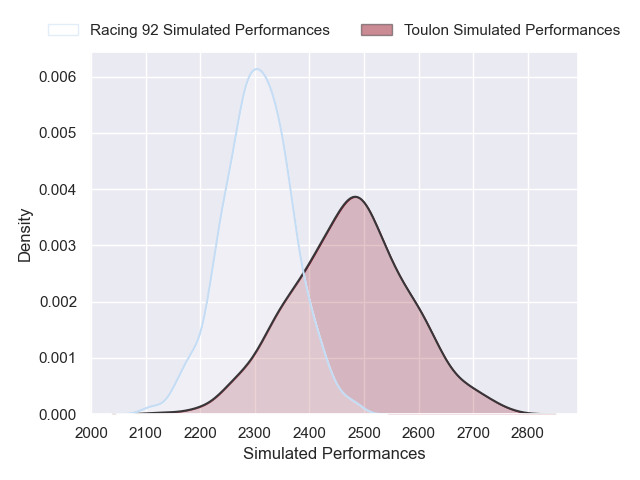 Racing 92 Simulated Performances
Toulon Simulated Performances
0.006
0.005
0.004
0.003
0.002
0.001
0.000
Density
2000 2100 2200 2300 2400 2500 2600 2700 2800
Simulated Performances